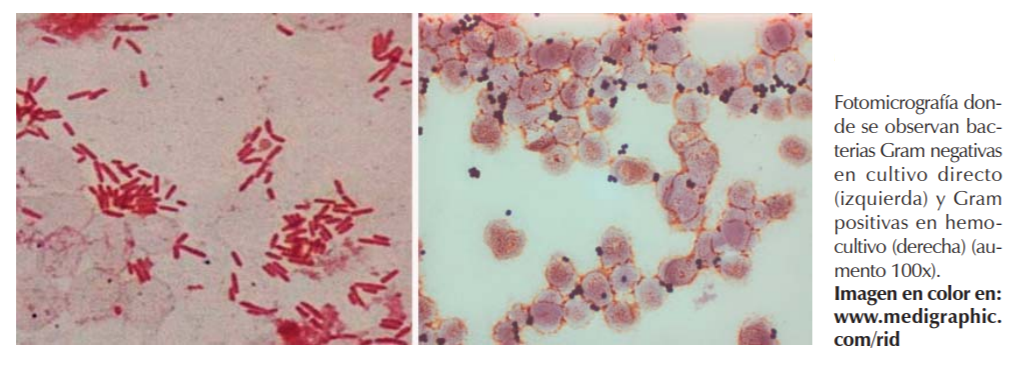 Fotomicrografía don-
de se observan bac-
terias Gram negativas
en cultivo directo
(izquierda) y Gram
positivas en hemo-
cultivo (derecha) (au-
mento 100x).
Imagen en color en:
www.medigraphic.
com/rid